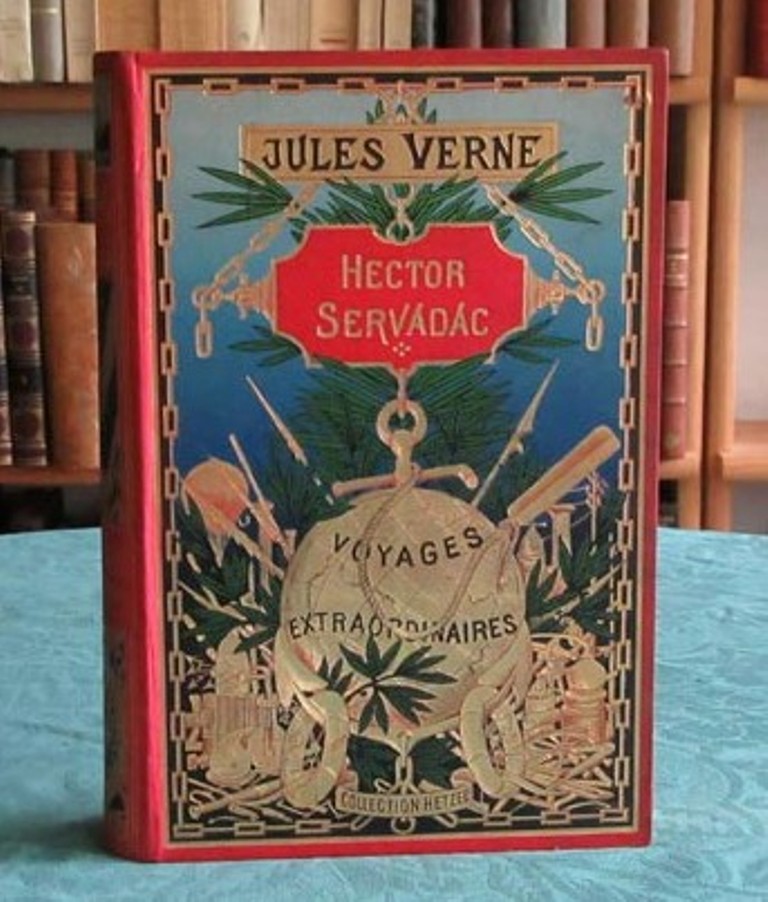 JULES VERNE
HECTOR
SERVADAC
VOYAGES
EXTRAORDINAIRES
COLLECTION HETZEL